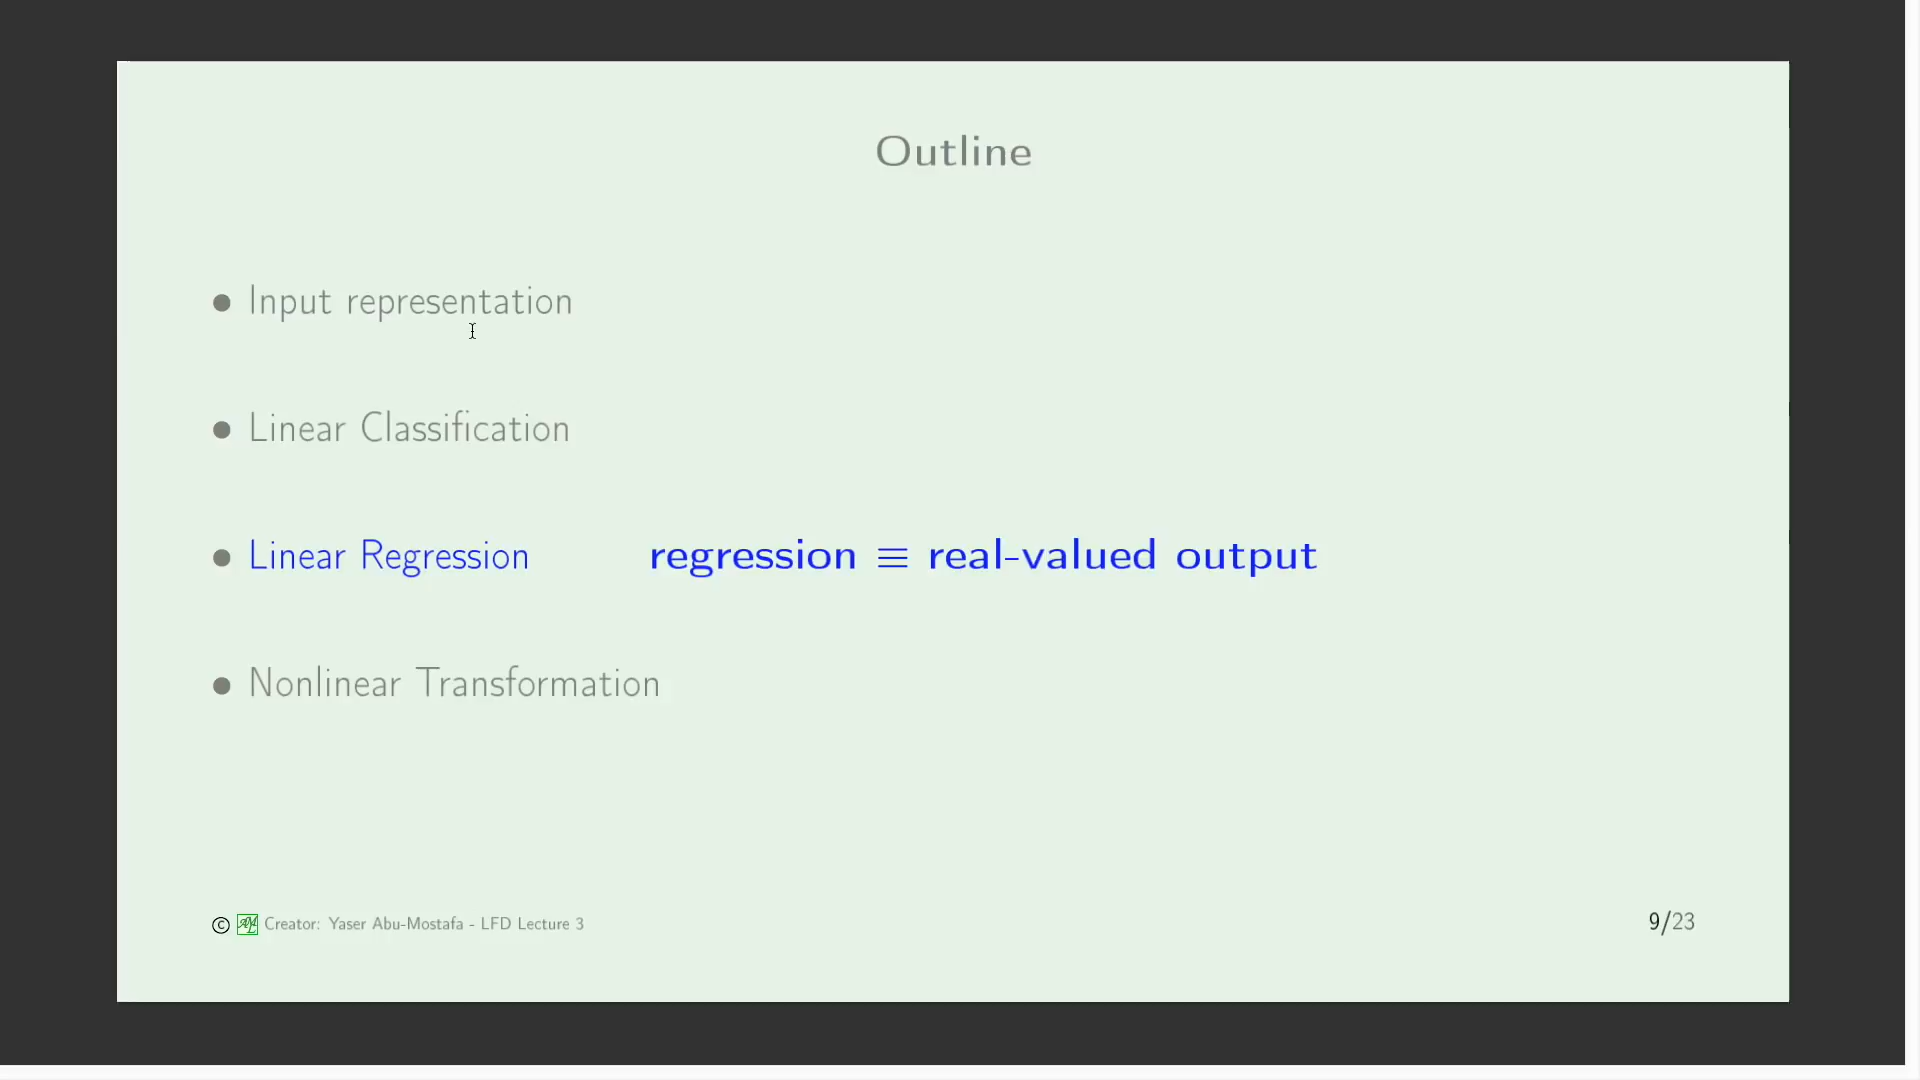 Outline
• Input representation
• Linear Classification
• Linear Regression regression ≡ real-valued output
• Nonlinear Transformation
© AML Creator: Yaser Abu-Mostafa - LFD Lecture 3 9/23